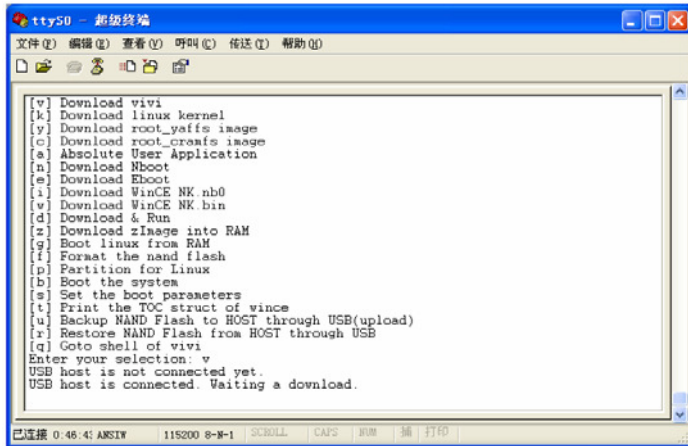 ttyS0 - 超级终端
文件(F) 编辑(E) 查看(V) 呼叫(C) 传送(T) 帮助(H)
[v] Download vivi
[k] Download linux kernel
[y] Download root_yaffs image
[c] Download root_cramfs image
[a] Absolute User Application
[n] Download Nboot
[e] Download Eboot
[i] Download WinCE NK.nb0
[w] Download WinCE NK.bin
[d] Download & Run
[z] Download zImage into RAM
[g] Boot linux from RAM
[f] Format the nand flash
[p] Partition for Linux
[b] Boot the system
[s] Set the boot parameters
[t] Print the TOC struct of wince
[u] Backup NAND Flash to HOST through USB(upload)
[r] Restore NAND Flash from HOST through USB
[q] Goto shell of vivi
Enter your selection: v
USB host is not connected yet.
USB host is connected. Waiting a download.
已连接 0:46:43 ANSIW 115200 8-N-1 SCROLL CAPS NUM 捕 打印